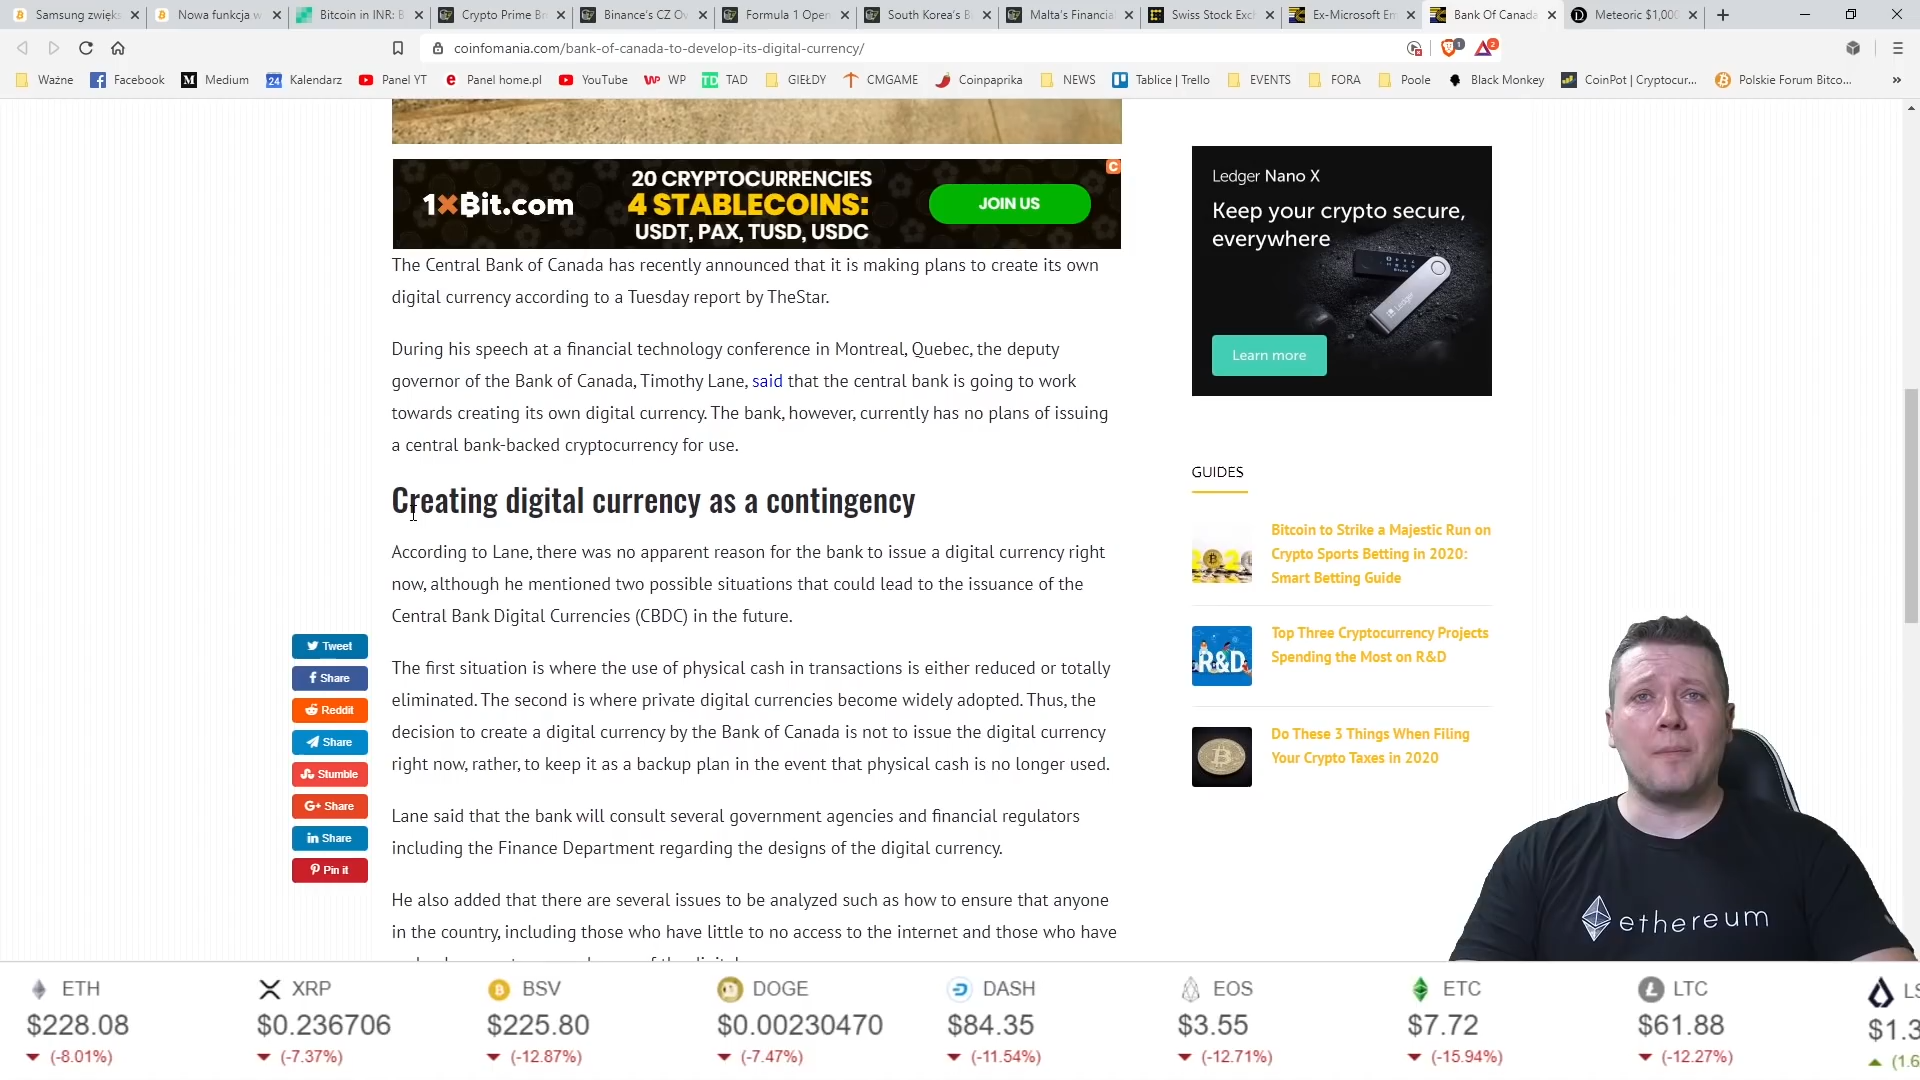 Samsung zwięks
Nowa funkcja w
Bitcoin in INR: B
Crypto Prime Br
Binance's CZ Ov
Formula 1 Open
South Korea's B
Malta's Financial
Swiss Stock Exc
Ex-Microsoft En
Bank Of Canada
Meteoric $1,000
coinfomania.com/bank-of-canada-to-develop-its-digital-currency/
1
2
Ważne
Facebook
Medium
24 Kalendarz
Panel YT
Panel home.pl
YouTube
WP
TAD
GIEŁDY
CMGAME
Coinpaprika
NEWS
Tablice | Trello
EVENTS
FORA
Poole
Black Monkey
CoinPot | Cryptocur...
Polskie Forum Bitco...
1xBit.com
20 CRYPTOCURRENCIES
4 STABLECOINS:
USDT, PAX, TUSD, USDC
JOIN US
The Central Bank of Canada has recently announced that it is making plans to create its own
digital currency according to a Tuesday report by TheStar.
During his speech at a financial technology conference in Montreal, Quebec, the deputy
governor of the Bank of Canada, Timothy Lane, said that the central bank is going to work
towards creating its own digital currency. The bank, however, currently has no plans of issuing
a central bank-backed cryptocurrency for use.
Creating digital currency as a contingency
According to Lane, there was no apparent reason for the bank to issue a digital currency right
now, although he mentioned two possible situations that could lead to the issuance of the
Central Bank Digital Currencies (CBDC) in the future.
The first situation is where the use of physical cash in transactions is either reduced or totally
eliminated. The second is where private digital currencies become widely adopted. Thus, the
decision to create a digital currency by the Bank of Canada is not to issue the digital currency
right now, rather, to keep it as a backup plan in the event that physical cash is no longer used.
Lane said that the bank will consult several government agencies and financial regulators
including the Finance Department regarding the designs of the digital currency.
He also added that there are several issues to be analyzed such as how to ensure that anyone
in the country, including those who have little to no access to the internet and those who have
Tweet
Share
Reddit
Share
Stumble
G+ Share
in Share
Pin it
Ledger Nano X
Keep your crypto secure,
everywhere
Learn more
GUIDES
Bitcoin to Strike a Majestic Run on
Crypto Sports Betting in 2020:
Smart Betting Guide
R&D
Top Three Cryptocurrency Projects
Spending the Most on R&D
Do These 3 Things When Filing
Your Crypto Taxes in 2020
ethereum
ETH
$228.08
(-8.01%)
XRP
$0.236706
(-7.37%)
BSV
$225.80
(-12.87%)
DOGE
$0.00230470
(-7.47%)
DASH
$84.35
(-11.54%)
EOS
$3.55
(-12.71%)
ETC
$7.72
(-15.94%)
LTC
$61.88
(-12.27%)
LS
$1.3
(1.6